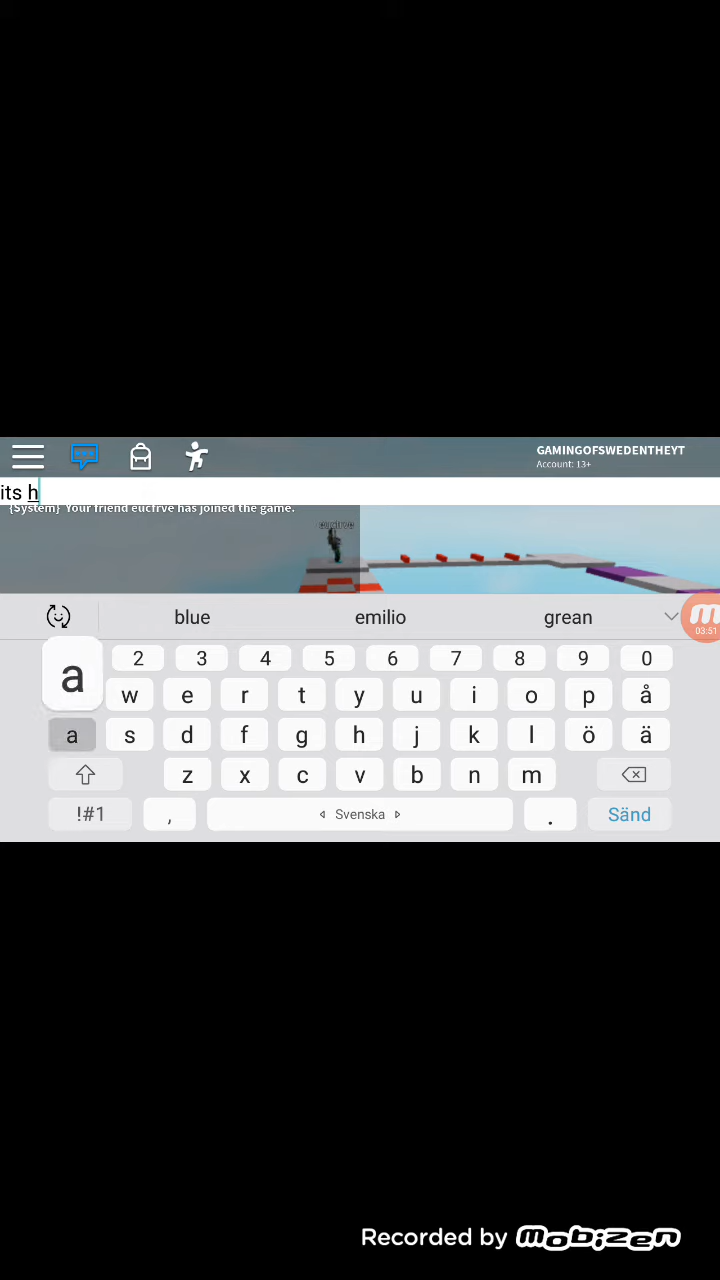 GAMINGOFSWEDENTHEYT
Account: 13+
its h
{System} Your friend eucfrve has joined the game.
eucfrve
blue emilio grean
03:51
a 2 3 4 5 6 7 8 9 0
w e r t y u i o p å
a s d f g h j k l ö ä
z x c v b n m
!#1 , Svenska . Sänd
Recorded by mobizen